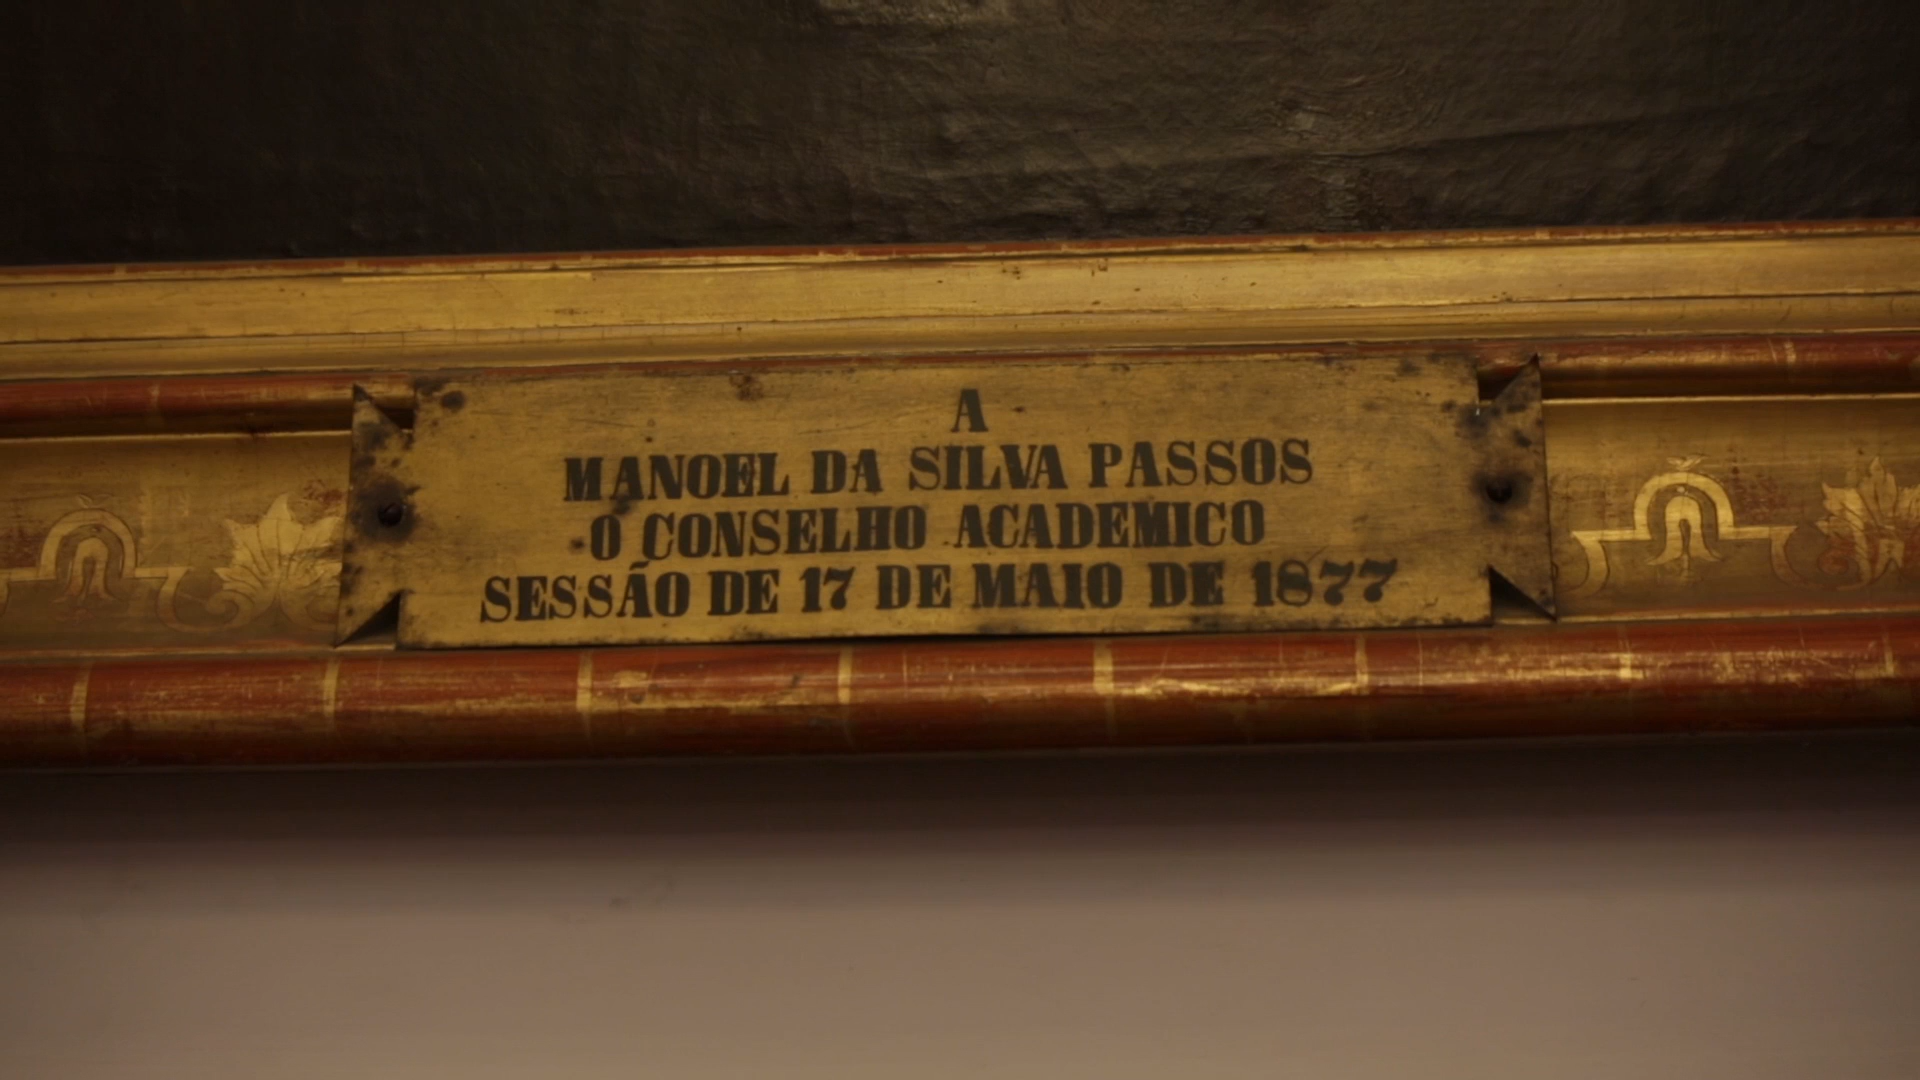 A
MANOEL DA SILVA PASSOS
O CONSELHO ACADEMICO
SESSÃO DE 17 DE MAIO DE 1877